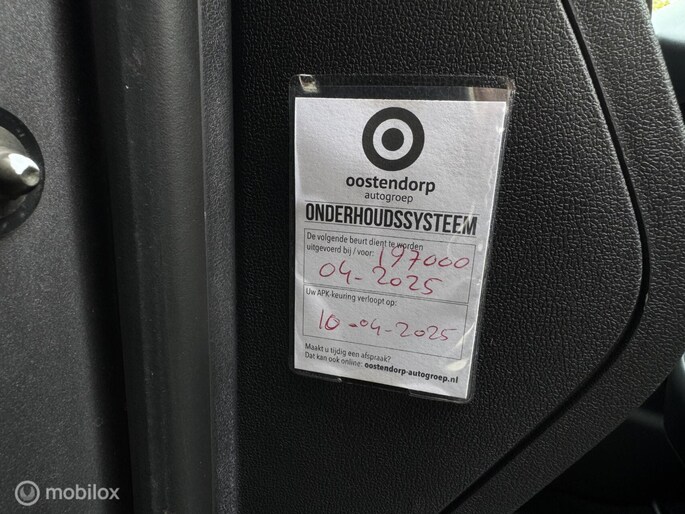 oostendorp
autogroep
ONDERHOUDSSYSTEEM
De volgende beurt dient te worden
uitgevoerd bij / voor: 197000
04-2025
Uw APK-keuring verloopt op:
10-04-2025
Maakt u tijdig een afspraak?
Dat kan ook online: oostendorp-autogroep.nl
mobilox